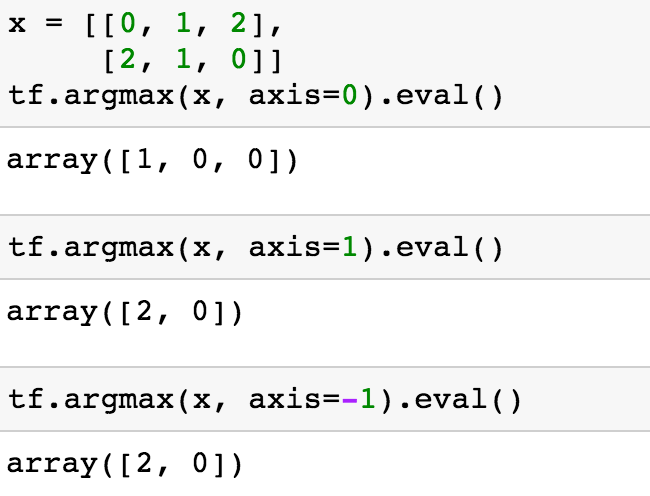 x = [[0, 1, 2],
     [2, 1, 0]]
tf.argmax(x, axis=0).eval()
array([1, 0, 0])
tf.argmax(x, axis=1).eval()
array([2, 0])
tf.argmax(x, axis=-1).eval()
array([2, 0])